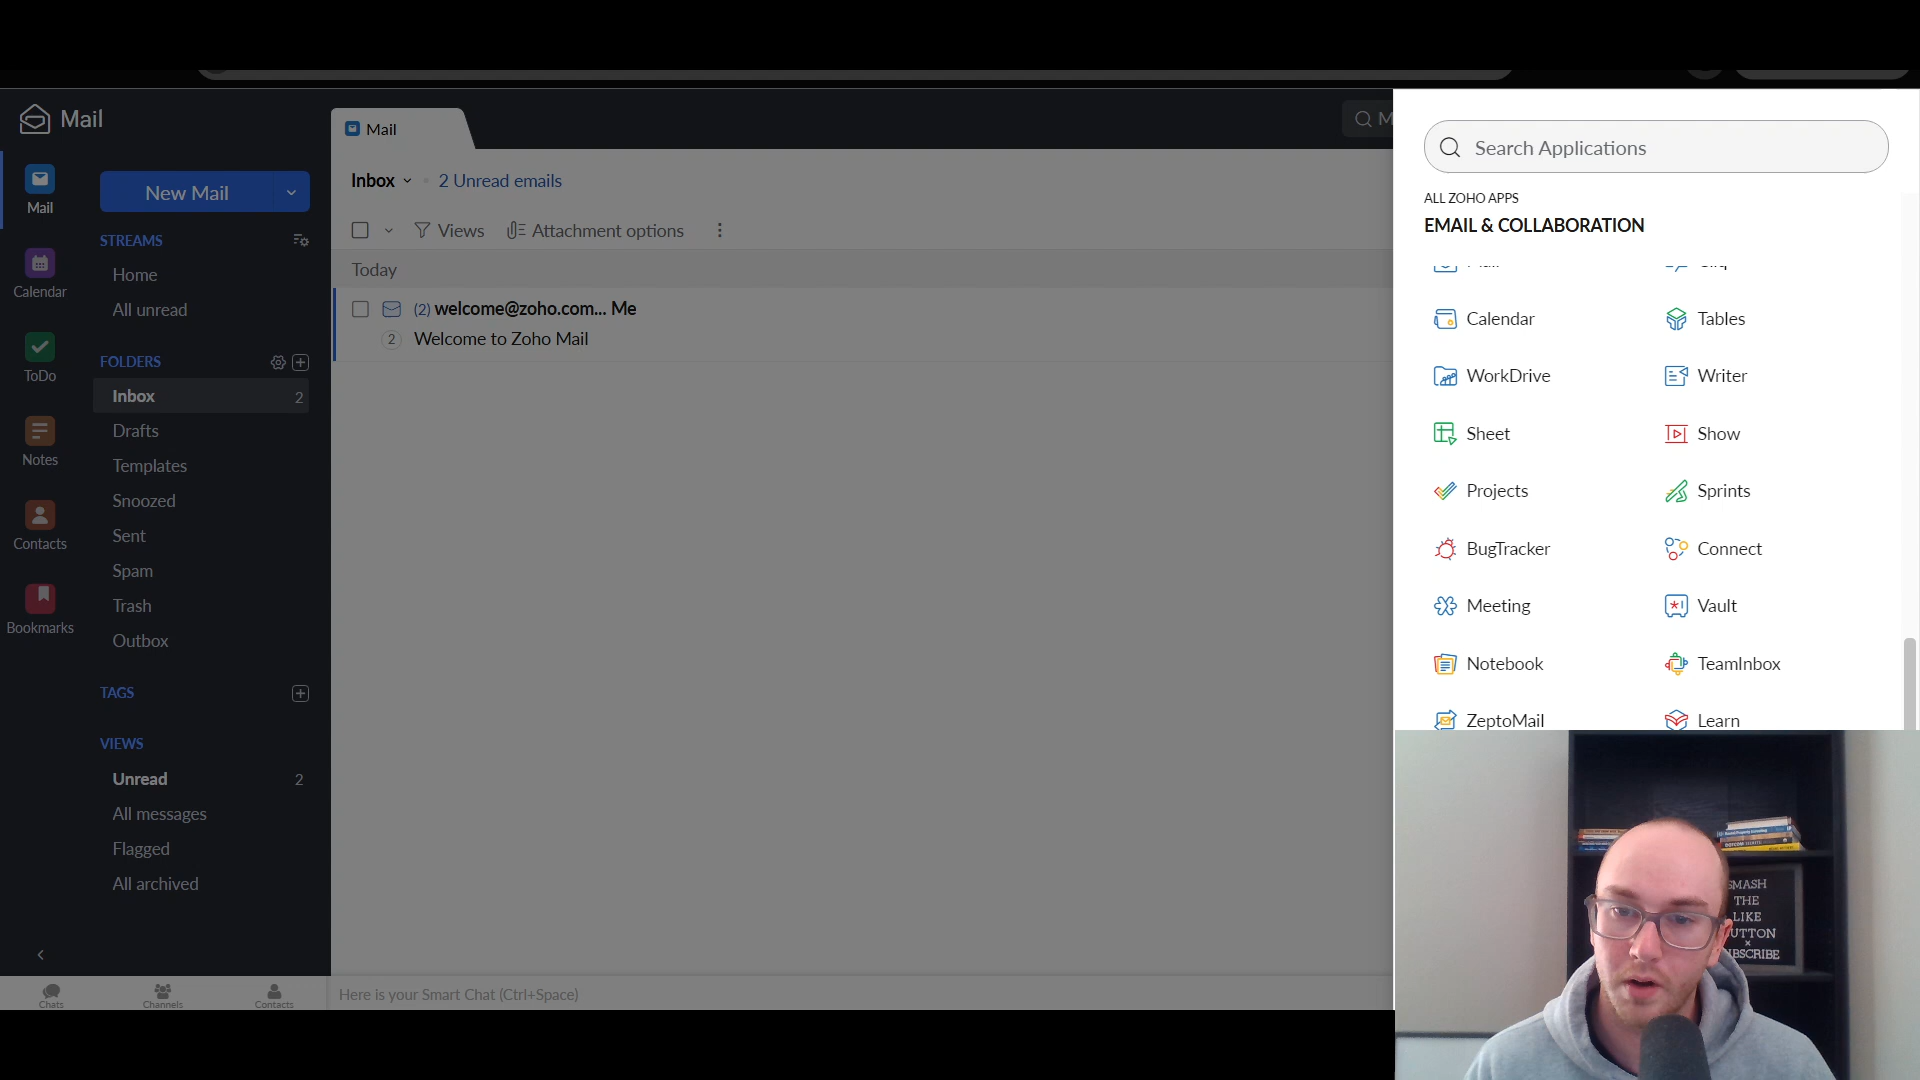 Mail
Mail
Calendar
ToDo
Notes
Contacts
Bookmarks
New Mail
STREAMS
Home
All unread
FOLDERS
Inbox 2
Drafts
Templates
Snoozed
Sent
Spam
Trash
Outbox
TAGS
VIEWS
Unread 2
All messages
Flagged
All archived
Chats
Channels
Contacts
Mail
Inbox 2 Unread emails
Views Attachment options
Today
(2) welcome@zoho.com... Me
2 Welcome to Zoho Mail
Here is your Smart Chat (Ctrl+Space)
Search Applications
ALL ZOHO APPS
EMAIL & COLLABORATION
Calendar Tables
WorkDrive Writer
Sheet Show
Projects Sprints
BugTracker Connect
Meeting Vault
Notebook TeamInbox
ZeptoMail Learn
SMASH
THE
LIKE
UTTON
×
BSCRIBE